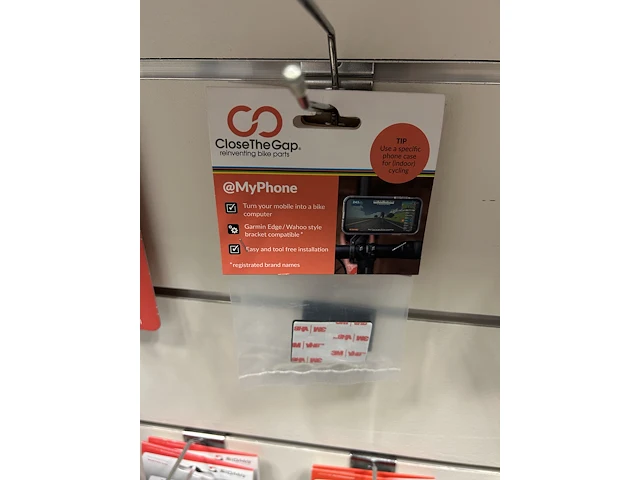 CloseTheGap®
reinventing bike parts
TIP
Use a specific
phone case
for (indoor)
cycling
@MyPhone
Turn your mobile into a bike
computer
Garmin Edge/Wahoo style
bracket compatible*
Easy and tool free installation
*registrated brand names